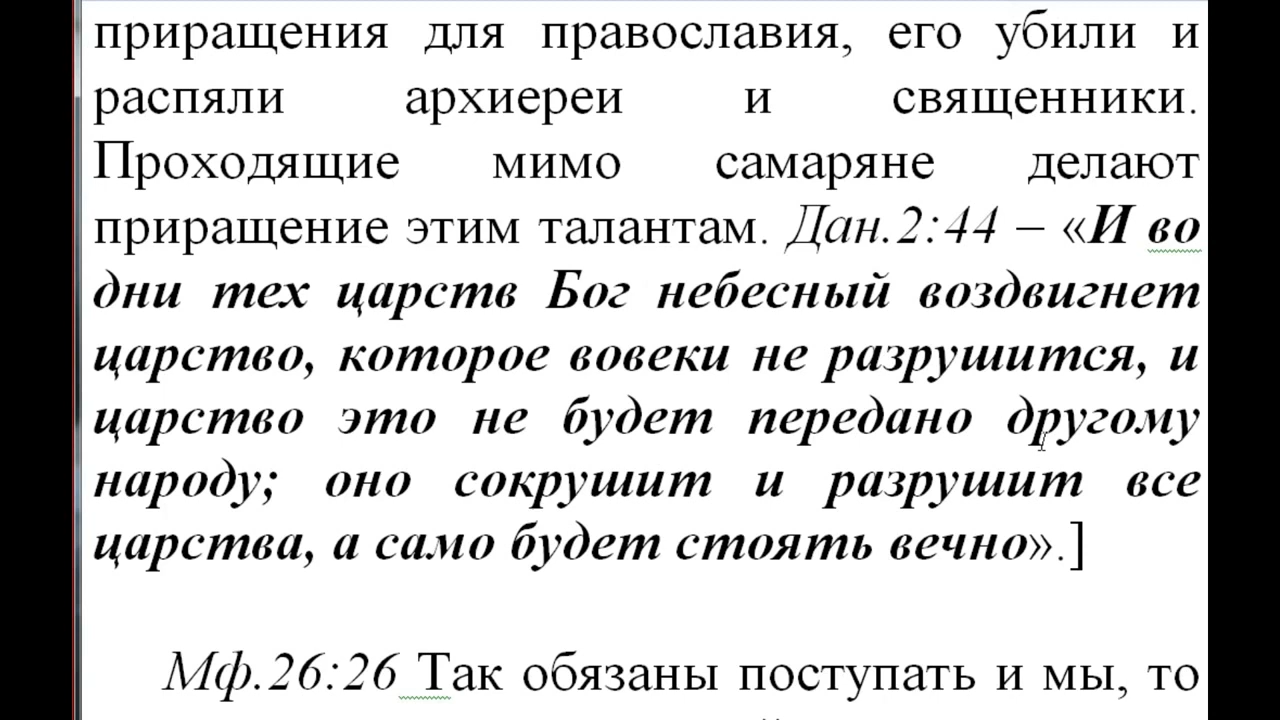 приращения для православия, его убили и
распяли архиереи и священники.
Проходящие мимо самаряне делают
приращение этим талантам. Дан.2:44 – «И во
дни тех царств Бог небесный воздвигнет
царство, которое вовеки не разрушится, и
царство это не будет передано другому
народу; оно сокрушит и разрушит все
царства, а само будет стоять вечно».]
Мф.26:26 Так обязаны поступать и мы, то